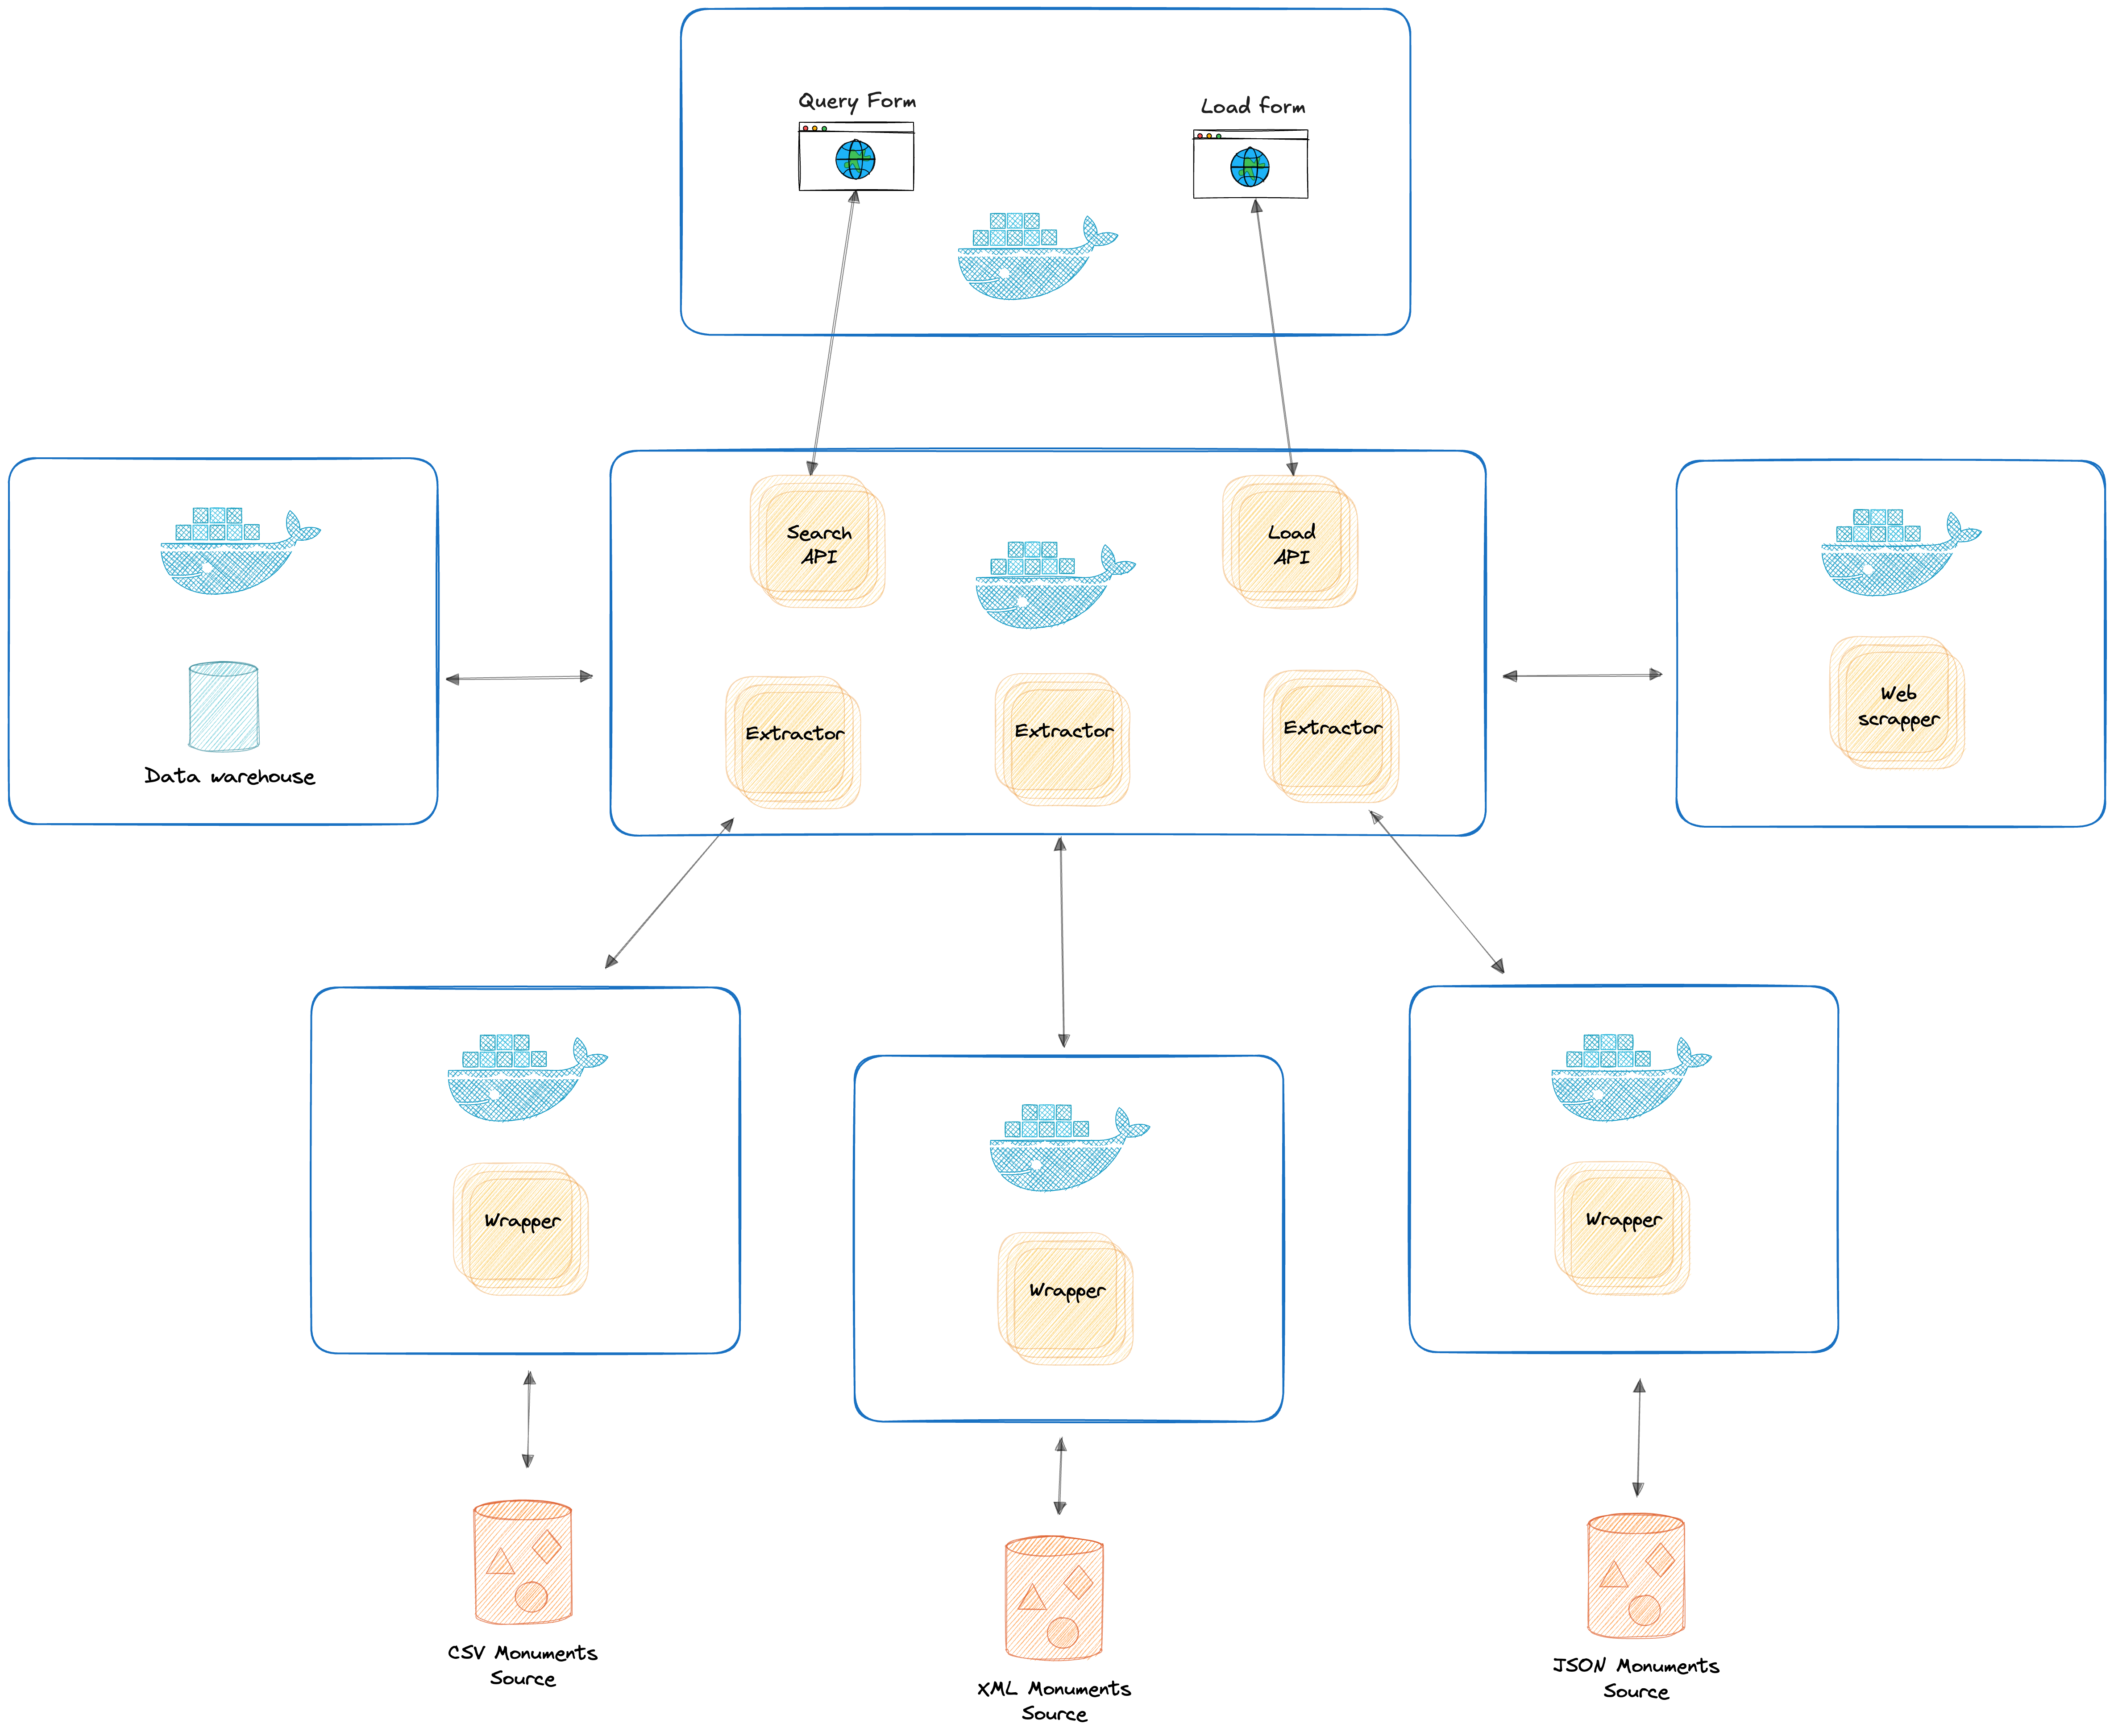 Query Form
Load form
Search
API
Load
API
Data warehouse
Extractor
Extractor
Extractor
Web
scrapper
Wrapper
Wrapper
Wrapper
CSV Monuments
Source
XML Monuments
Source
JSON Monuments
Source